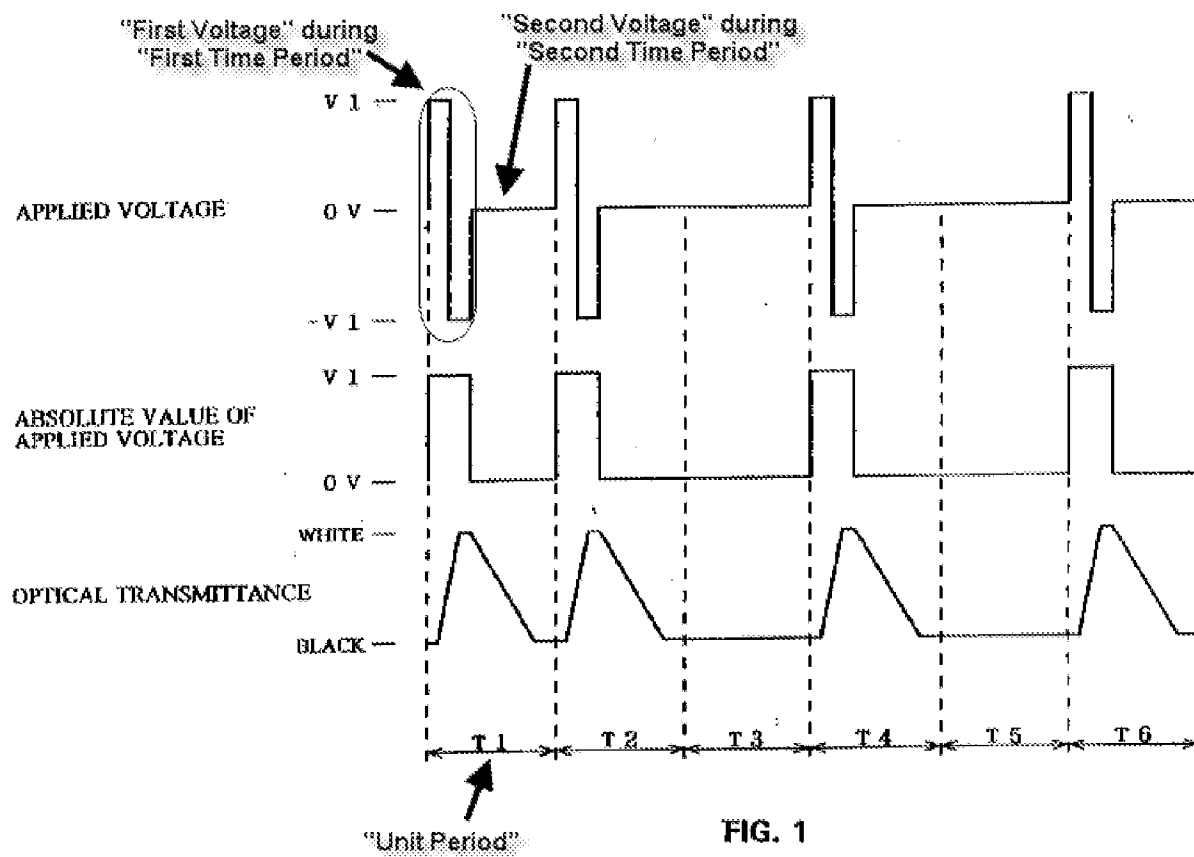 "First Voltage" during
"First Time Period"
"Second Voltage" during
"Second Time Period"
V 1
APPLIED VOLTAGE
0 V
- V 1
V 1
ABSOLUTE VALUE OF
APPLIED VOLTAGE
0 V
WHITE
OPTICAL TRANSMITTANCE
BLACK
T 1
T 2
T 3
T 4
T 5
T 6
"Unit Period"
FIG. 1